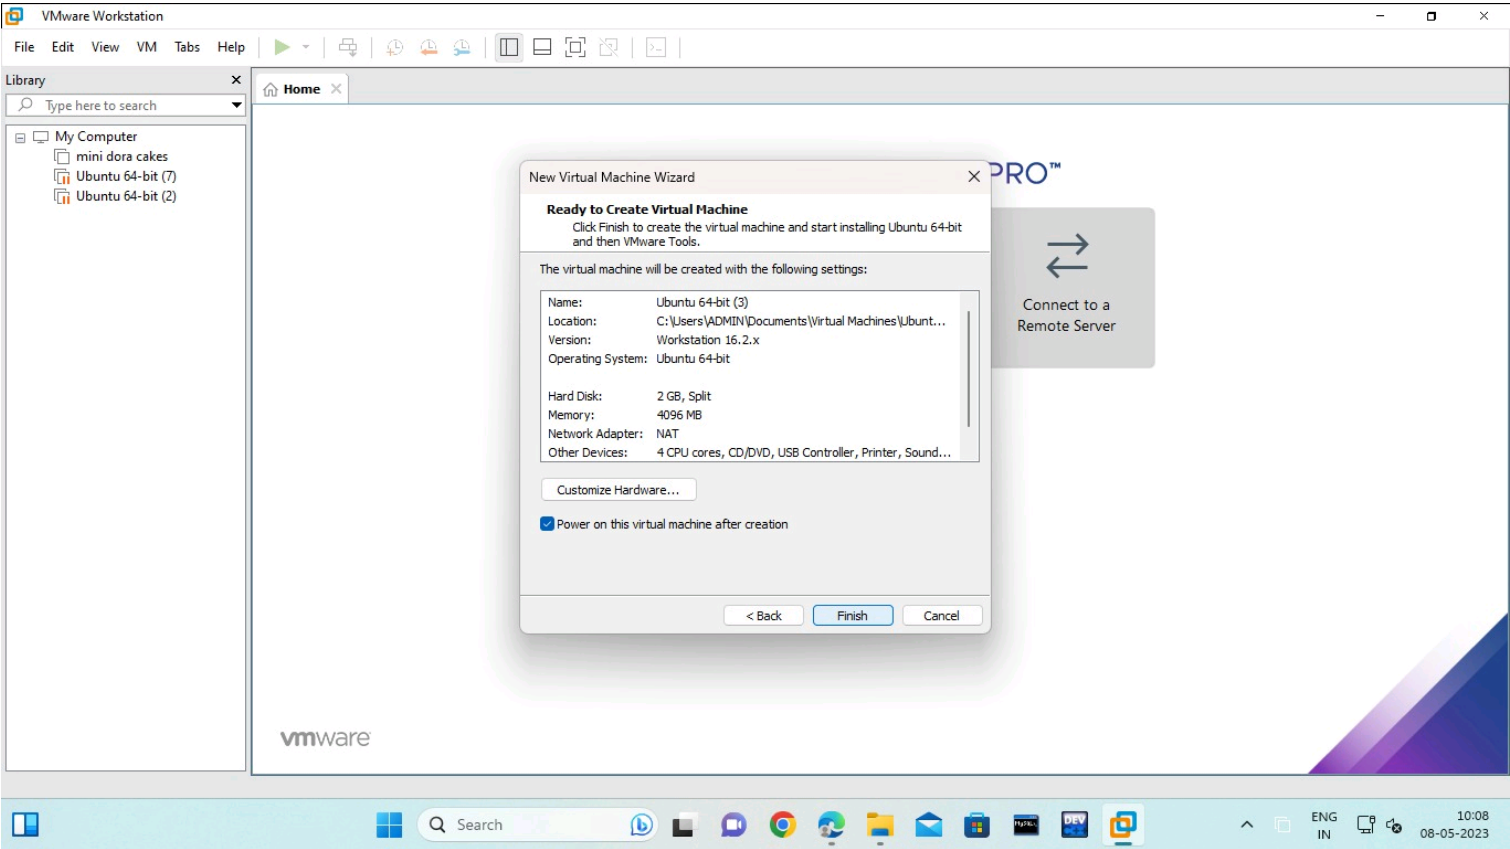 VMware Workstation
File Edit View VM Tabs Help
Library
Home
Type here to search
My Computer
mini dora cakes
Ubuntu 64-bit (7)
Ubuntu 64-bit (2)
PRO™
New Virtual Machine Wizard
Ready to Create Virtual Machine
Click Finish to create the virtual machine and start installing Ubuntu 64-bit
and then VMware Tools.
The virtual machine will be created with the following settings:
Name: Ubuntu 64-bit (3)
Location: C:\Users\ADMIN\Documents\Virtual Machines\Ubunt...
Version: Workstation 16.2.x
Operating System: Ubuntu 64-bit
Hard Disk: 2 GB, Split
Memory: 4096 MB
Network Adapter: NAT
Other Devices: 4 CPU cores, CD/DVD, USB Controller, Printer, Sound...
Customize Hardware...
Power on this virtual machine after creation
< Back Finish Cancel
Connect to a
Remote Server
vmware
Search
MySQL
DEV
ENG
IN
10:08
08-05-2023